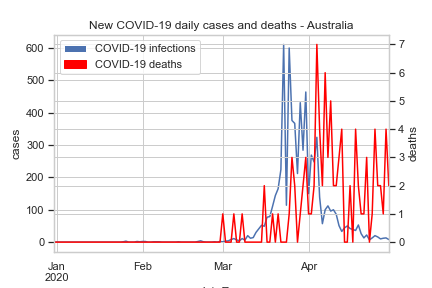 New COVID-19 daily cases and deaths - Australia
COVID-19 infections
COVID-19 deaths
cases
600
500
400
300
200
100
0
deaths
7
6
5
4
3
2
1
0
Jan
2020
Feb
Mar
Apr